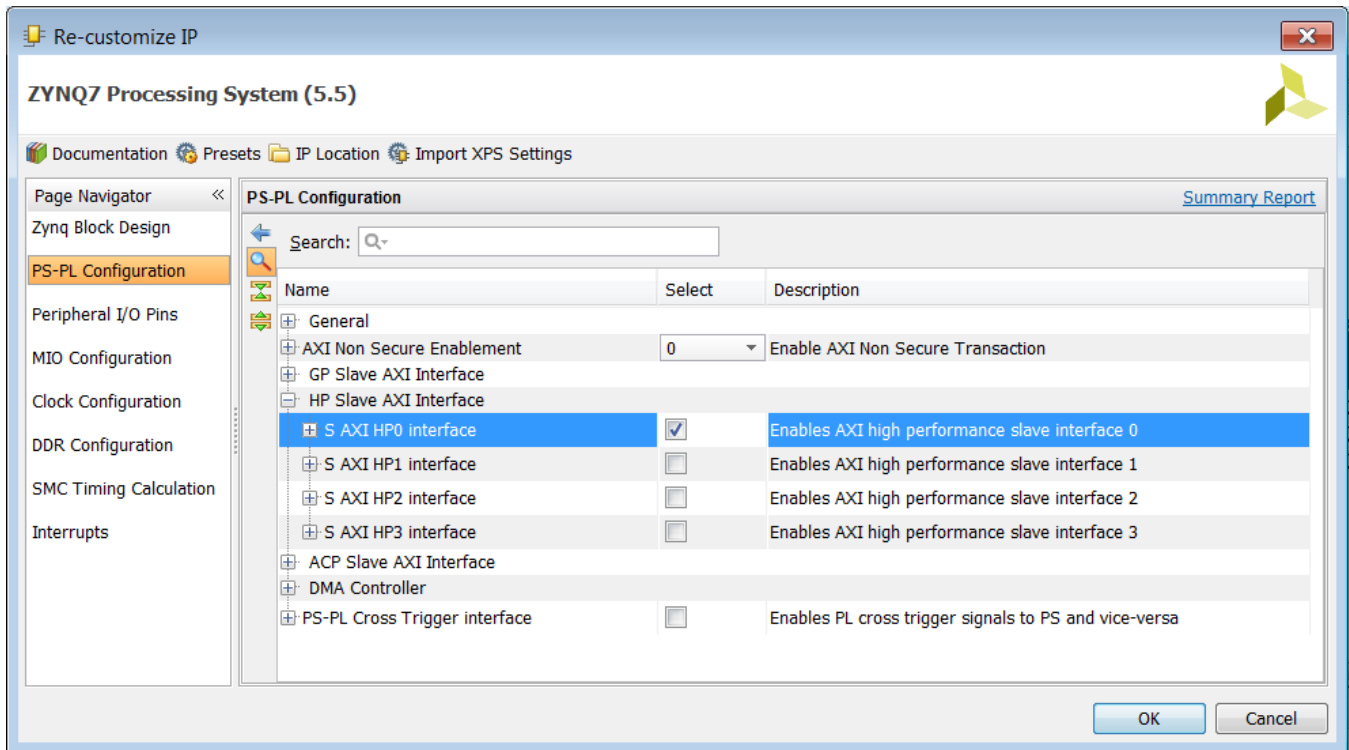 Re-customize IP
ZYNQ7 Processing System (5.5)
Documentation Presets IP Location Import XPS Settings
Page Navigator
Zynq Block Design
PS-PL Configuration
Peripheral I/O Pins
MIO Configuration
Clock Configuration
DDR Configuration
SMC Timing Calculation
Interrupts
PS-PL Configuration Summary Report
Search:
Name Select Description
General
AXI Non Secure Enablement 0 Enable AXI Non Secure Transaction
GP Slave AXI Interface
HP Slave AXI Interface
S AXI HP0 interface Enables AXI high performance slave interface 0
S AXI HP1 interface Enables AXI high performance slave interface 1
S AXI HP2 interface Enables AXI high performance slave interface 2
S AXI HP3 interface Enables AXI high performance slave interface 3
ACP Slave AXI Interface
DMA Controller
PS-PL Cross Trigger interface Enables PL cross trigger signals to PS and vice-versa
OK Cancel